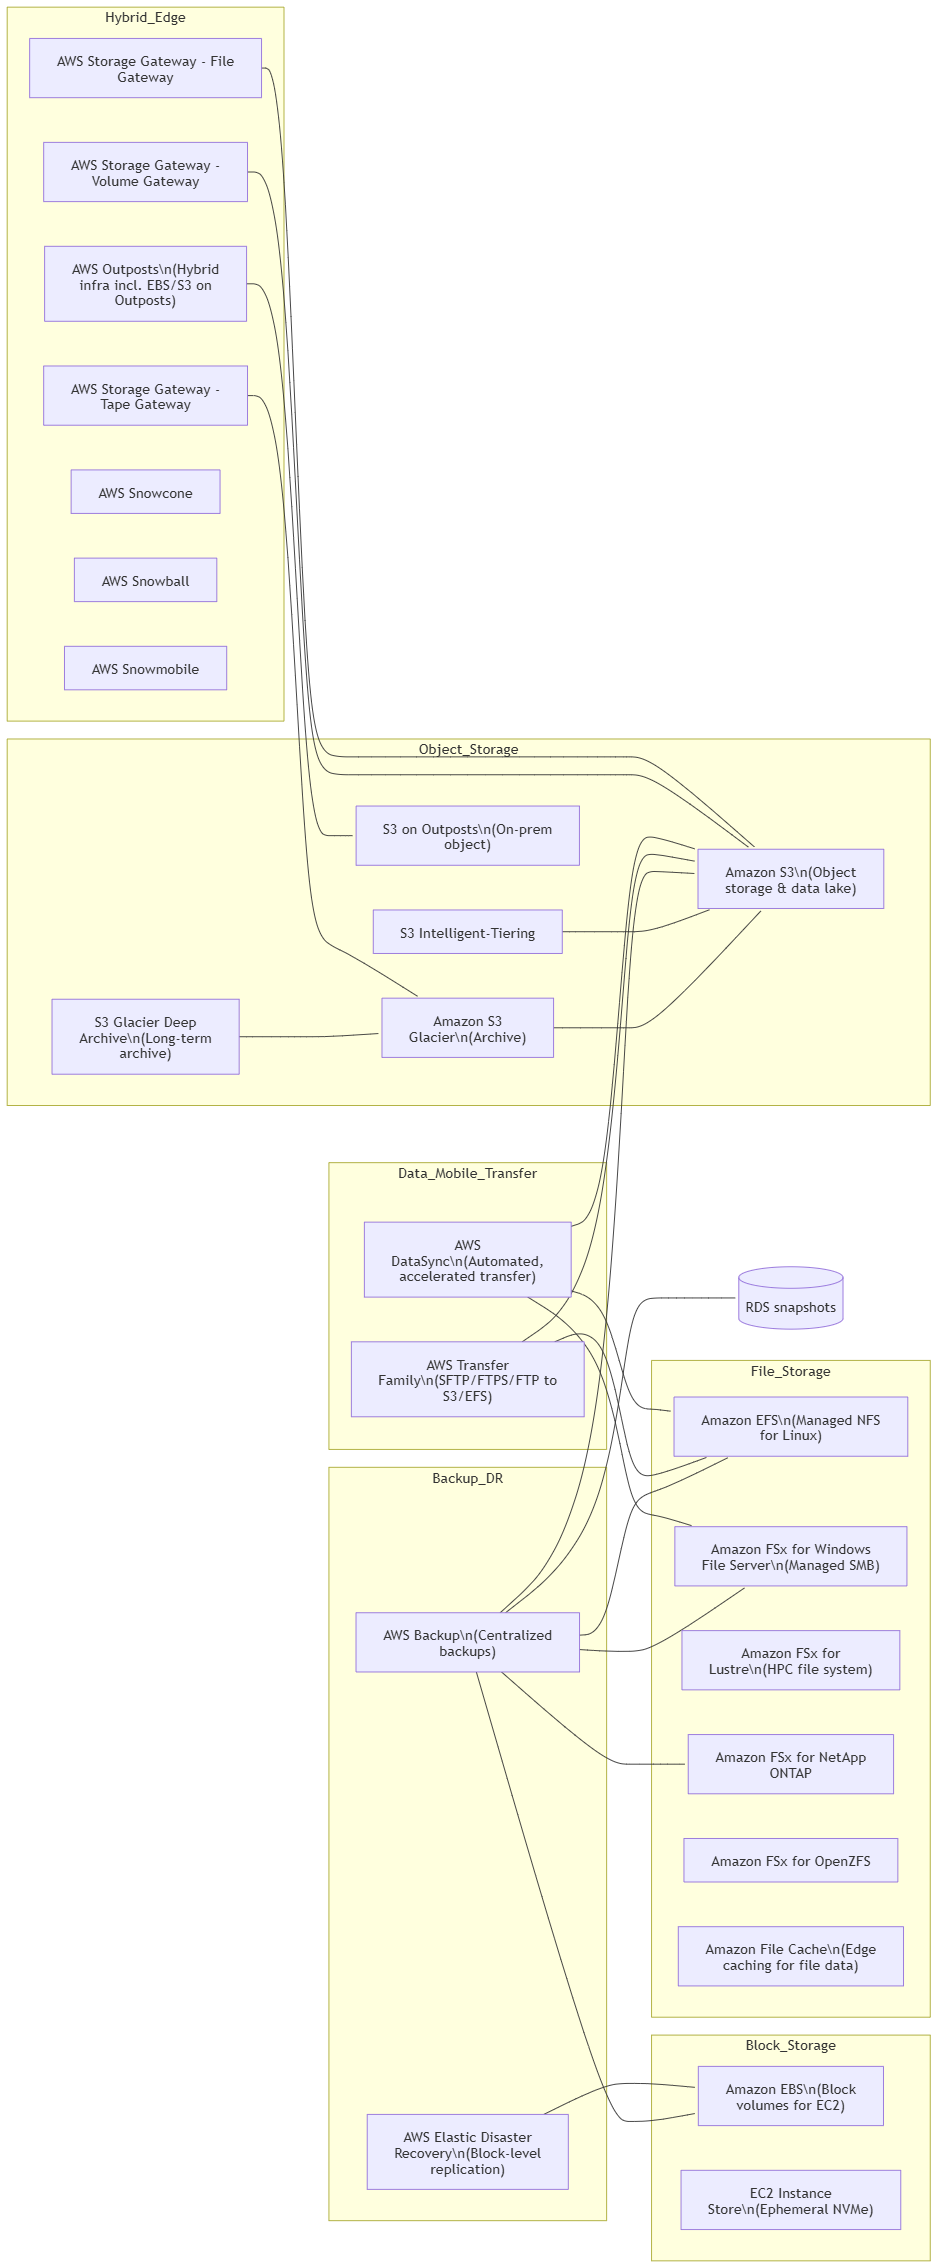 Hybrid_Edge
AWS Storage Gateway - File
Gateway
AWS Storage Gateway -
Volume Gateway
AWS Outposts\n(Hybrid
infra incl. EBS/S3 on
Outposts)
AWS Storage Gateway -
Tape Gateway
AWS Snowcone
AWS Snowball
AWS Snowmobile
Object_Storage
S3 on Outposts\n(On-prem
object)
Amazon S3\n(Object
storage & data lake)
S3 Intelligent-Tiering
S3 Glacier Deep
Archive\n(Long-term
archive)
Amazon S3
Glacier\n(Archive)
Data_Mobile_Transfer
AWS
DataSync\n(Automated,
accelerated transfer)
AWS Transfer
Family\n(SFTP/FTPS/FTP to
S3/EFS)
RDS snapshots
File_Storage
Amazon EFS\n(Managed NFS
for Linux)
Amazon FSx for Windows
File Server\n(Managed SMB)
Amazon FSx for
Lustre\n(HPC file system)
Amazon FSx for NetApp
ONTAP
Amazon FSx for OpenZFS
Amazon File Cache\n(Edge
caching for file data)
Backup_DR
AWS Backup\n(Centralized
backups)
AWS Elastic Disaster
Recovery\n(Block-level
replication)
Block_Storage
Amazon EBS\n(Block
volumes for EC2)
EC2 Instance
Store\n(Ephemeral NVMe)